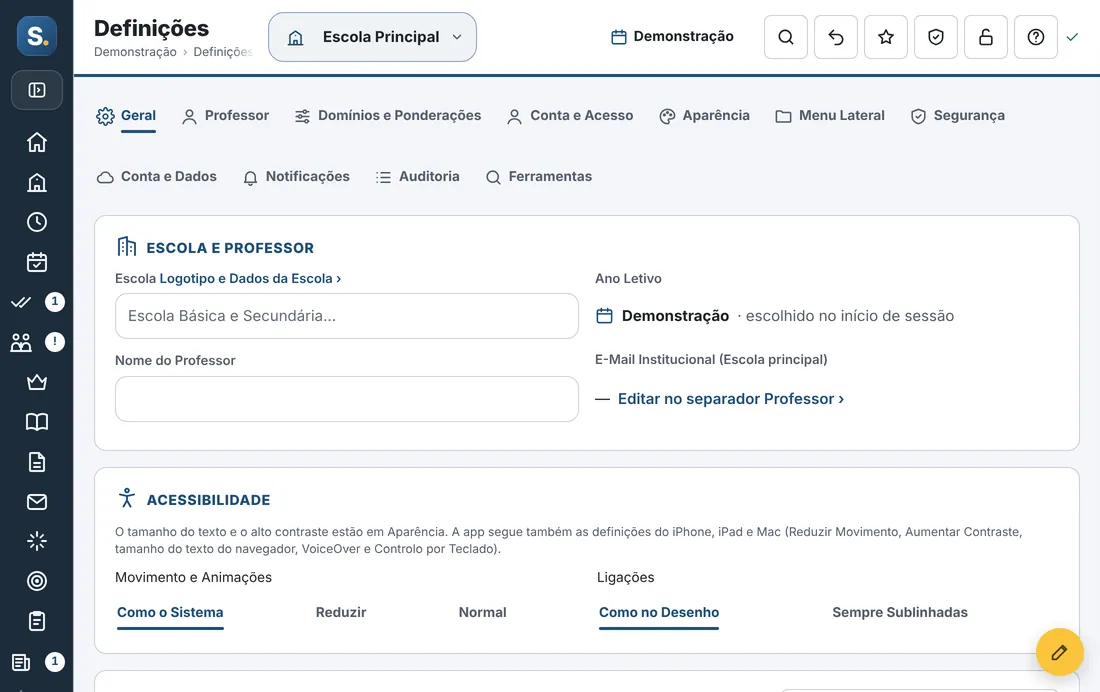 S.
Definições
Demonstração › Definições
Escola Principal
Demonstração
Geral
Professor
Domínios e Ponderações
Conta e Acesso
Aparência
Menu Lateral
Segurança
Conta e Dados
Notificações
Auditoria
Ferramentas
1
!
1
ESCOLA E PROFESSOR
Escola Logotipo e Dados da Escola ›
Escola Básica e Secundária...
Ano Letivo
Demonstração · escolhido no início de sessão
Nome do Professor
E-Mail Institucional (Escola principal)
— Editar no separador Professor ›
ACESSIBILIDADE
O tamanho do texto e o alto contraste estão em Aparência. A app segue também as definições do iPhone, iPad e Mac (Reduzir Movimento, Aumentar Contraste,
tamanho do texto do navegador, VoiceOver e Controlo por Teclado).
Movimento e Animações
Como o Sistema
Reduzir
Normal
Ligações
Como no Desenho
Sempre Sublinhadas